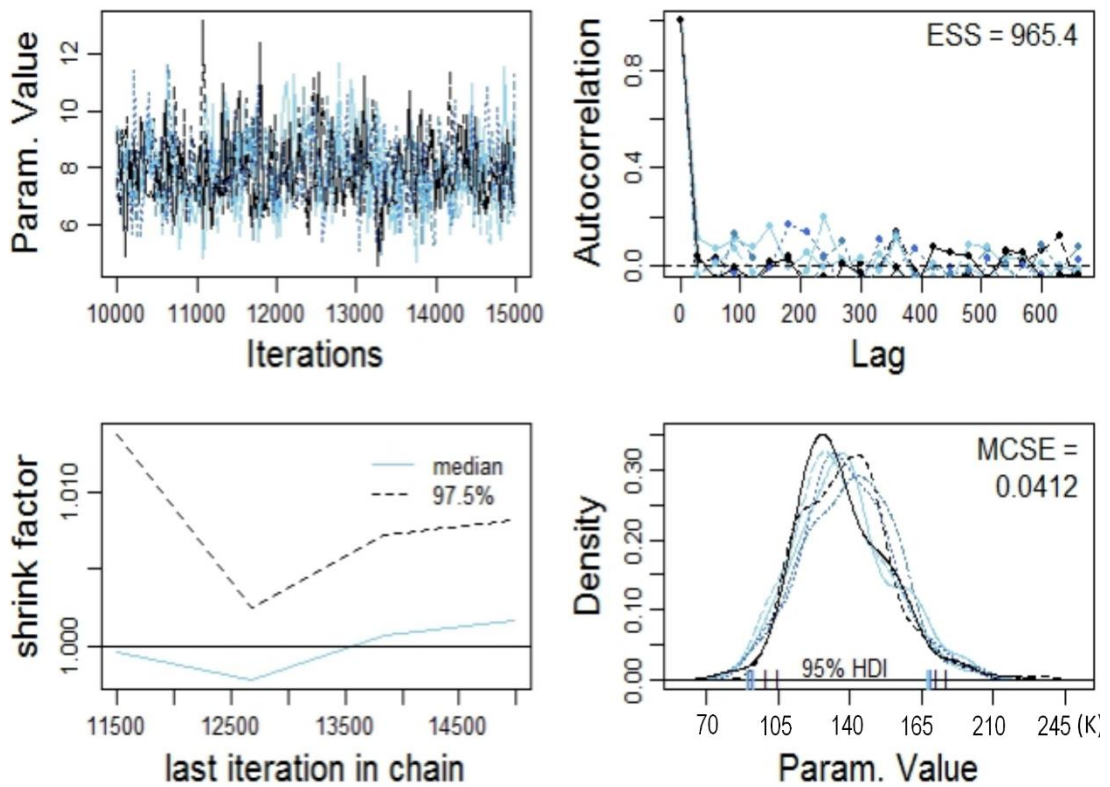 Param. Value
6 8 10 12
10000 11000 12000 13000 14000 15000
Iterations
Autocorrelation
0.0 0.4 0.8
ESS = 965.4
0 100 200 300 400 500 600
Lag
shrink factor
1.000 1.010
median
97.5%
11500 12500 13500 14500
last iteration in chain
Density
0.00 0.10 0.20 0.30
MCSE =
0.0412
95% HDI
70 105 140 165 210 245 (K)
Param. Value